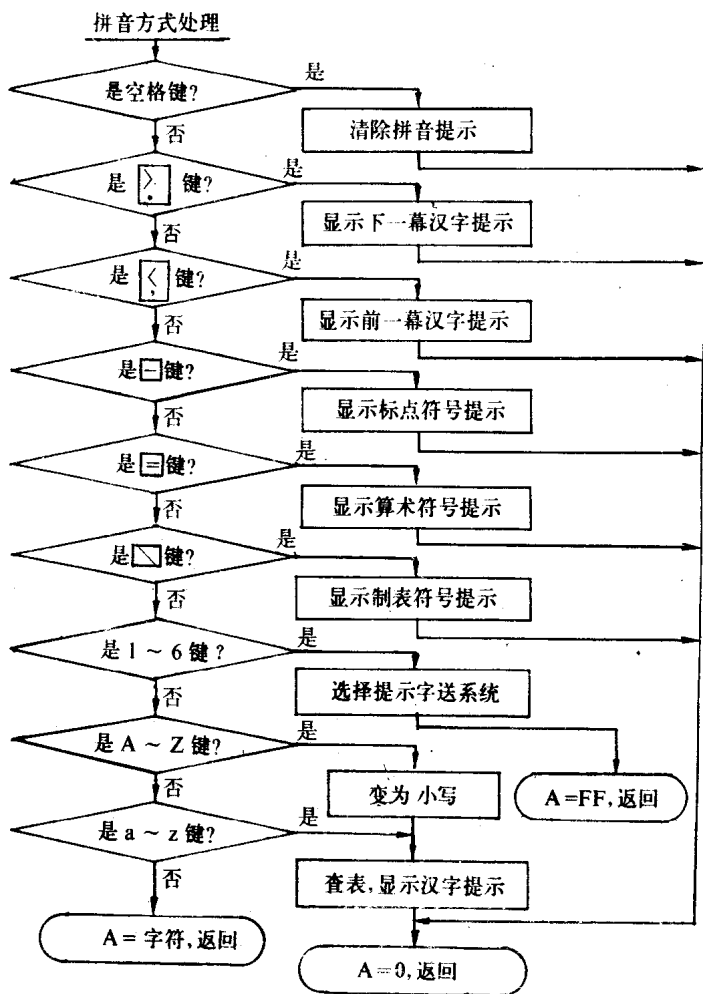 拼音方式处理
是空格键?
是
清除拼音提示
否
是 > . 键?
是
显示下一幕汉字提示
否
是 < , 键?
是
显示前一幕汉字提示
否
是 - 键?
是
显示标点符号提示
否
是 = 键?
是
显示算术符号提示
否
是 \ 键?
是
显示制表符号提示
否
是 1 ~ 6 键?
是
选择提示字送系统
否
是 A ~ Z 键?
是
变为 小写
A=FF,返回
否
是 a ~ z 键?
是
查表,显示汉字提示
否
A=字符,返回
A=0,返回